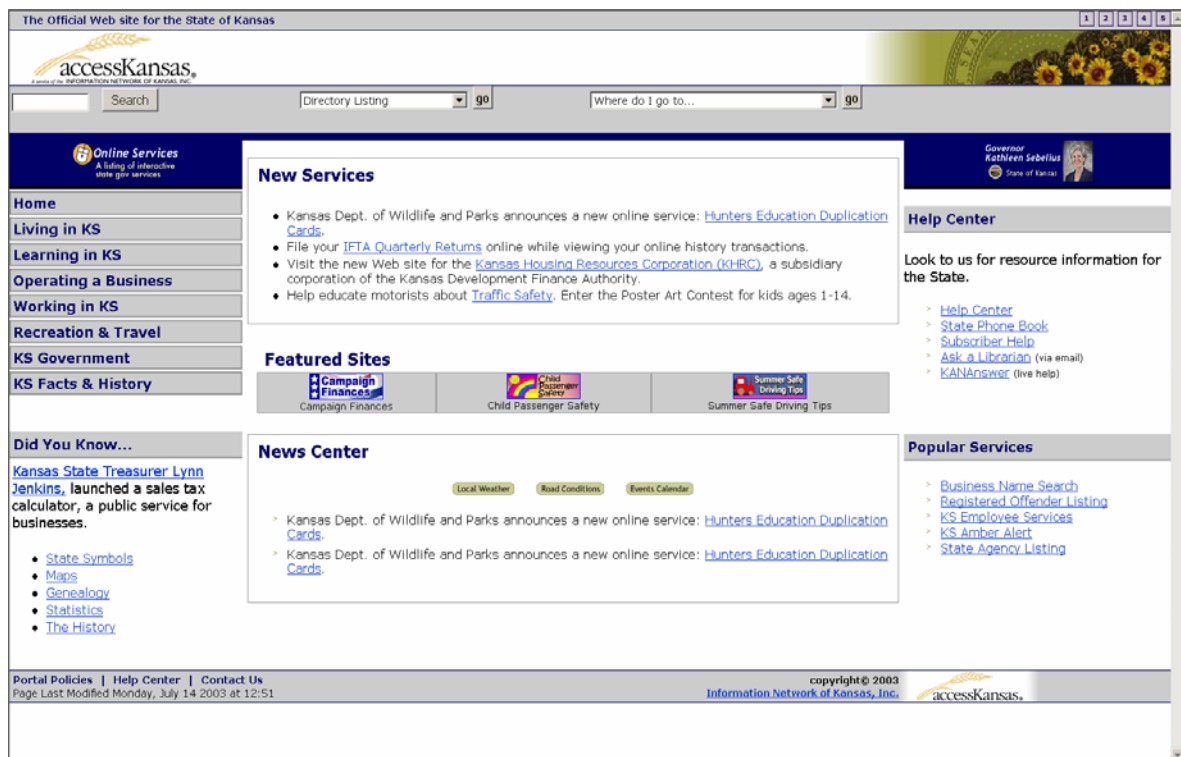 The Official Web site for the State of Kansas
1 2 3 4 5
accessKansas.
A service of the INFORMATION NETWORK OF KANSAS, INC.
Search
Directory Listing
go
Where do I go to...
go
Online Services
A listing of interactive
state gov services
Home
Living in KS
Learning in KS
Operating a Business
Working in KS
Recreation & Travel
KS Government
KS Facts & History
Did You Know...
Kansas State Treasurer Lynn
Jenkins, launched a sales tax
calculator, a public service for
businesses.
State Symbols
Maps
Genealogy
Statistics
The History
New Services
Kansas Dept. of Wildlife and Parks announces a new online service: Hunters Education Duplication
Cards.
File your IFTA Quarterly Returns online while viewing your online history transactions.
Visit the new Web site for the Kansas Housing Resources Corporation (KHRC), a subsidiary
corporation of the Kansas Development Finance Authority.
Help educate motorists about Traffic Safety. Enter the Poster Art Contest for kids ages 1-14.
Featured Sites
Campaign
Finances
Campaign Finances
Child
Passenger
Safety
Child Passenger Safety
Summer Safe
Driving Tips
Summer Safe Driving Tips
News Center
Local Weather
Road Conditions
Events Calendar
Kansas Dept. of Wildlife and Parks announces a new online service: Hunters Education Duplication
Cards.
Kansas Dept. of Wildlife and Parks announces a new online service: Hunters Education Duplication
Cards.
Governor
Kathleen Sebelius
State of Kansas
Help Center
Look to us for resource information for
the State.
Help Center
State Phone Book
Subscriber Help
Ask a Librarian (via email)
KANAnswer (live help)
Popular Services
Business Name Search
Registered Offender Listing
KS Employee Services
KS Amber Alert
State Agency Listing
Portal Policies | Help Center | Contact Us
Page Last Modified Monday, July 14 2003 at 12:51
copyright© 2003
Information Network of Kansas, Inc.
accessKansas.